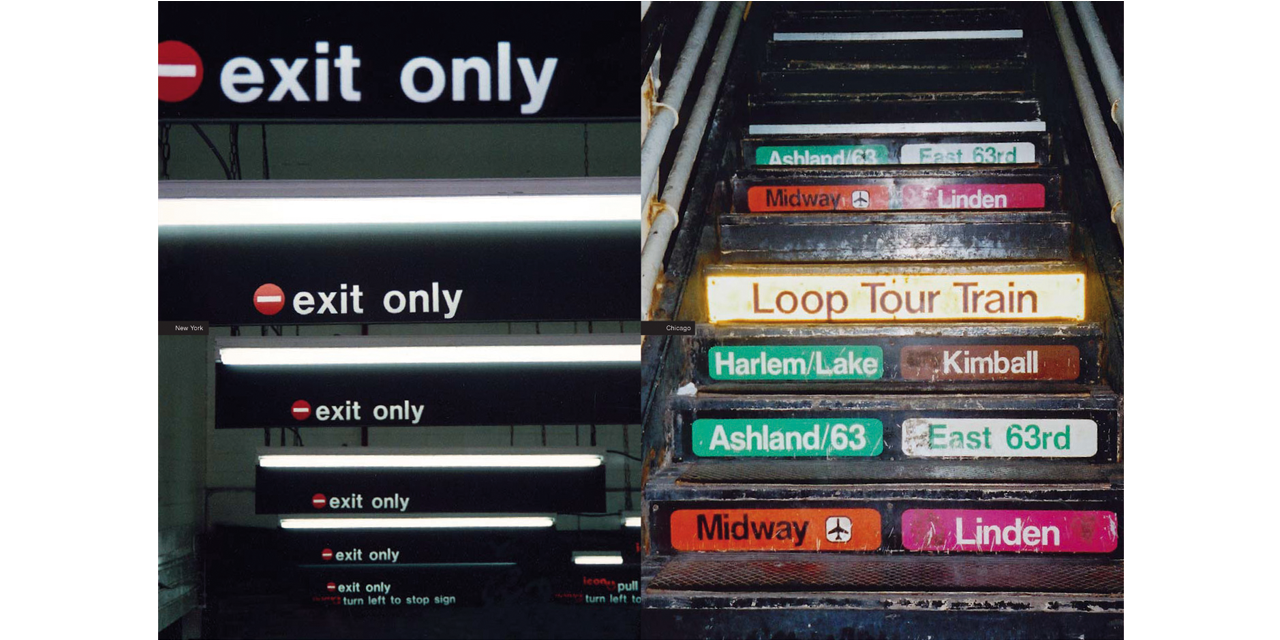 exit only
exit only
New York
exit only
exit only
exit only
exit only
turn left to stop sign
icon
pull
turn left to
Ashland/63 East 63rd
Midway Linden
Loop Tour Train
Chicago
Harlem/Lake Kimball
Ashland/63 East 63rd
Midway Linden